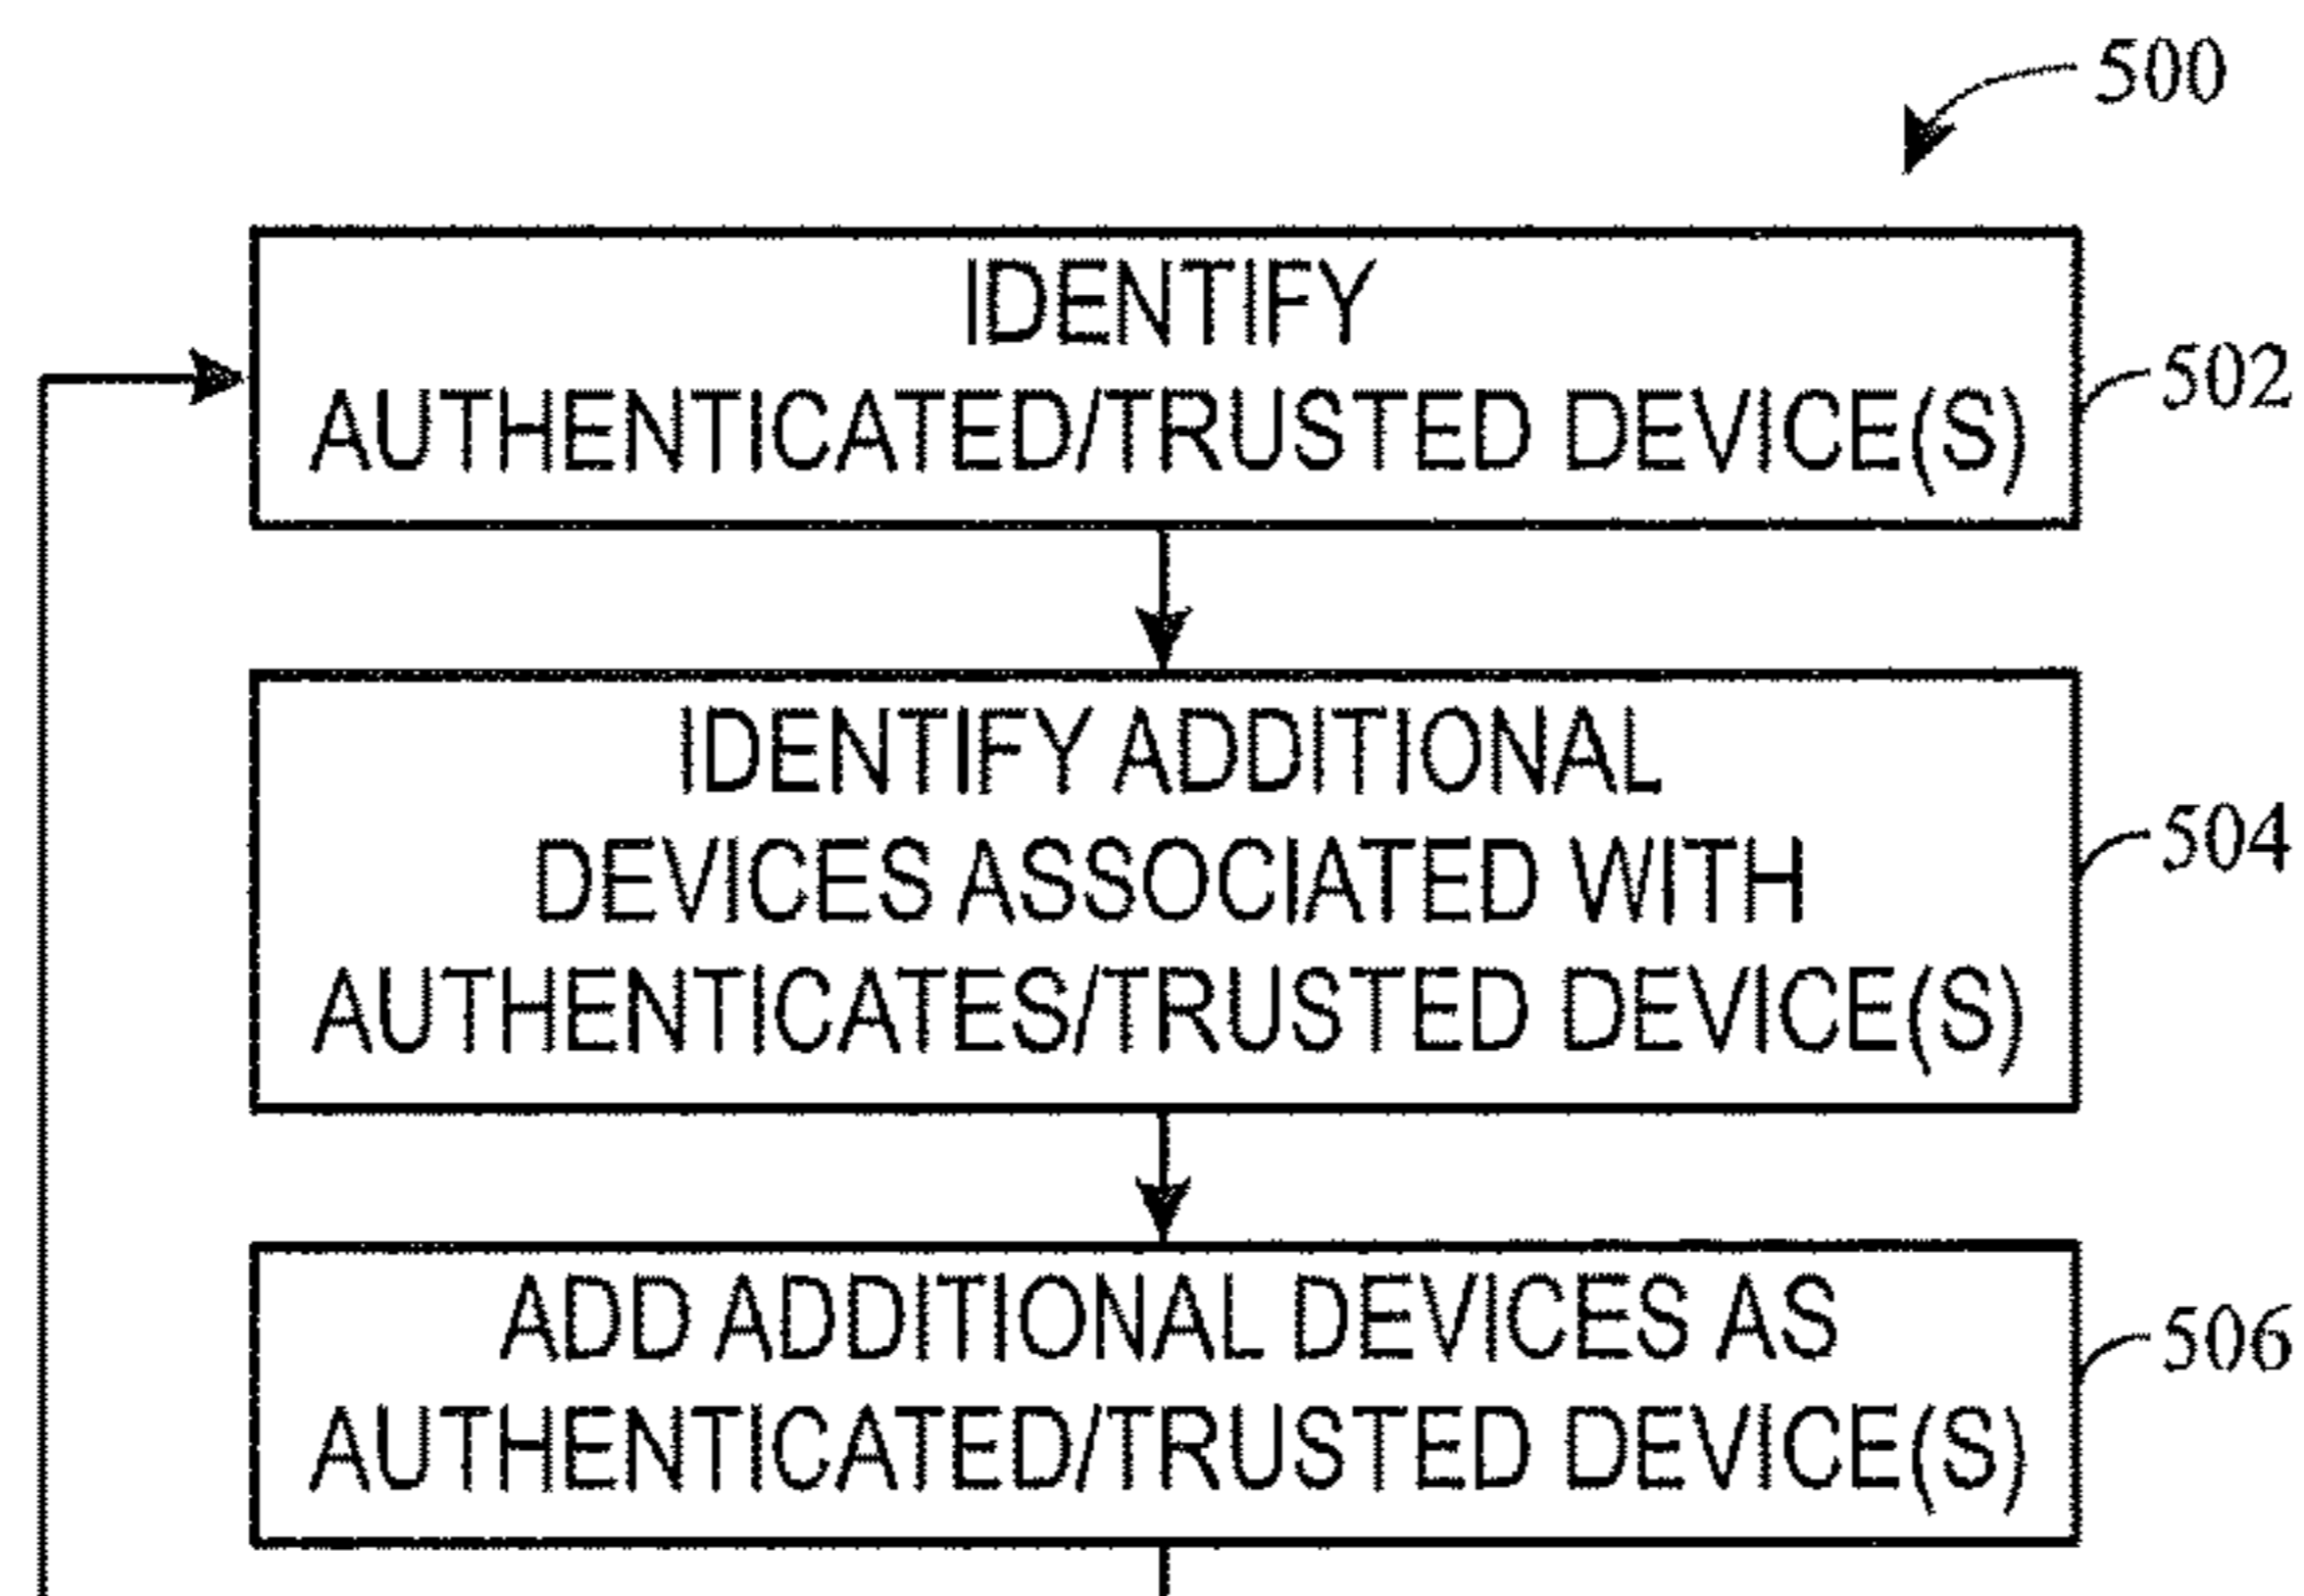 500
IDENTIFY
AUTHENTICATED/TRUSTED DEVICE(S)
502
IDENTIFY ADDITIONAL
DEVICES ASSOCIATED WITH
AUTHENTICATES/TRUSTED DEVICE(S)
504
ADD ADDITIONAL DEVICES AS
AUTHENTICATED/TRUSTED DEVICE(S)
506